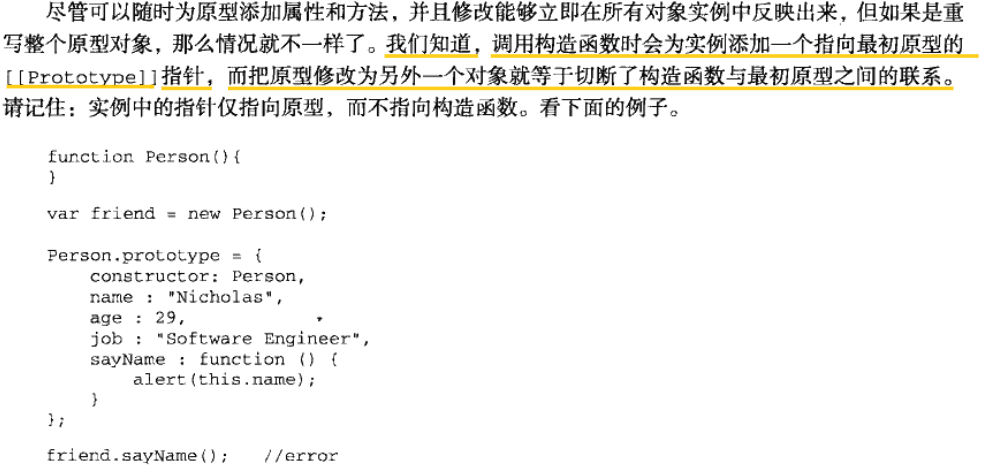 尽管可以随时为原型添加属性和方法，并且修改能够立即在所有对象实例中反映出来，但如果是重
写整个原型对象，那么情况就不一样了。我们知道，调用构造函数时会为实例添加一个指向最初原型的
[[Prototype]]指针，而把原型修改为另外一个对象就等于切断了构造函数与最初原型之间的联系。
请记住：实例中的指针仅指向原型，而不指向构造函数。看下面的例子。
function Person(){
}
var friend = new Person();
Person.prototype = {
constructor: Person,
name : "Nicholas",
age : 29,
job : "Software Engineer",
sayName : function () {
alert(this.name);
}
};
friend.sayName(); //error